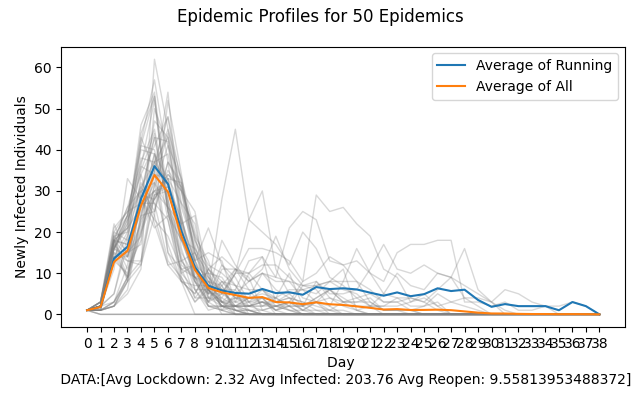 Epidemic Profiles for 50 Epidemics
Average of Running
Average of All
Newly Infected Individuals
60
50
40
30
20
10
0
0 1 2 3 4 5 6 7 8 9 10 11 12 13 14 15 16 17 18 19 20 21 22 23 24 25 26 27 28 29 30 31 32 33 34 35 36 37 38
Day
DATA:[Avg Lockdown: 2.32 Avg Infected: 203.76 Avg Reopen: 9.55813953488372]